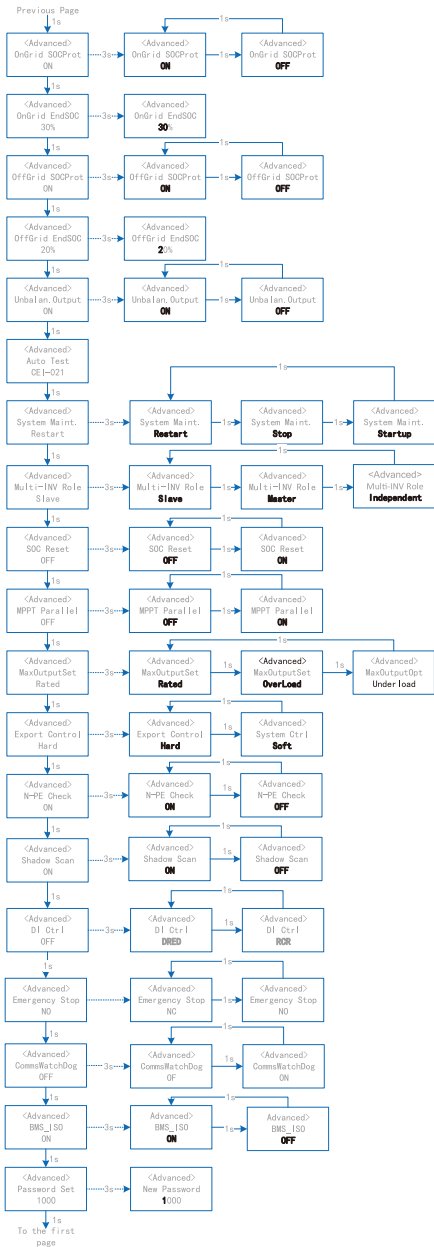 Previous Page
1s
1s
<Advanced>
OnGrid SOCProt
ON
3s
<Advanced>
OnGrid SOCProt
ON
1s
<Advanced>
OnGrid SOCProt
OFF
1s
<Advanced>
OnGrid EndSOC
30%
3s
<Advanced>
OnGrid EndSOC
30%
1s
1s
<Advanced>
OffGrid SOCProt
ON
3s
<Advanced>
OffGrid SOCProt
ON
1s
<Advanced>
OffGrid SOCProt
OFF
1s
<Advanced>
OffGrid EndSOC
20%
3s
<Advanced>
OffGrid EndSOC
20%
1s
1s
<Advanced>
Unbalan.Output
ON
3s
<Advanced>
Unbalan.Output
ON
1s
<Advanced>
Unbalan.Output
OFF
1s
<Advanced>
Auto Test
CEI-021
1s
1s
<Advanced>
System Maint.
Restart
3s
<Advanced>
System Maint.
Restart
1s
<Advanced>
System Maint.
Stop
1s
<Advanced>
System Maint.
Startup
1s
1s
<Advanced>
Multi-INV Role
Slave
3s
<Advanced>
Multi-INV Role
Slave
1s
<Advanced>
Multi-INV Role
Master
1s
<Advanced>
Multi-INV Role
Independent
1s
1s
<Advanced>
SOC Reset
OFF
3s
<Advanced>
SOC Reset
OFF
1s
<Advanced>
SOC Reset
ON
1s
1s
<Advanced>
MPPT Parallel
OFF
3s
<Advanced>
MPPT Parallel
OFF
1s
<Advanced>
MPPT Parallel
ON
1s
1s
<Advanced>
MaxOutputSet
Rated
3s
<Advanced>
MaxOutputSet
Rated
1s
<Advanced>
MaxOutputSet
OverLoad
1s
<Advanced>
MaxOutputOpt
Underload
1s
1s
<Advanced>
Export Control
Hard
3s
<Advanced>
Export Control
Hard
1s
<Advanced>
System Ctrl
Soft
1s
1s
<Advanced>
N-PE Check
ON
3s
<Advanced>
N-PE Check
ON
1s
<Advanced>
N-PE Check
OFF
1s
1s
<Advanced>
Shadow Scan
ON
3s
<Advanced>
Shadow Scan
ON
1s
<Advanced>
Shadow Scan
OFF
1s
1s
<Advanced>
DI Ctrl
OFF
3s
<Advanced>
DI Ctrl
DRED
1s
<Advanced>
DI Ctrl
RCR
1s
1s
<Advanced>
Emergency Stop
NO
<Advanced>
Emergency Stop
NC
1s
<Advanced>
Emergency Stop
NO
1s
1s
<Advanced>
CommsWatchDog
OFF
3s
<Advanced>
CommsWatchDog
OF
1s
<Advanced>
CommsWatchDog
ON
1s
1s
<Advanced>
BMS_ISO
ON
3s
Advanced>
BMS_ISO
ON
1s
Advanced>
BMS_ISO
OFF
1s
<Advanced>
Password Set
1000
3s
<Advanced>
New Password
1000
1s
To the first
page